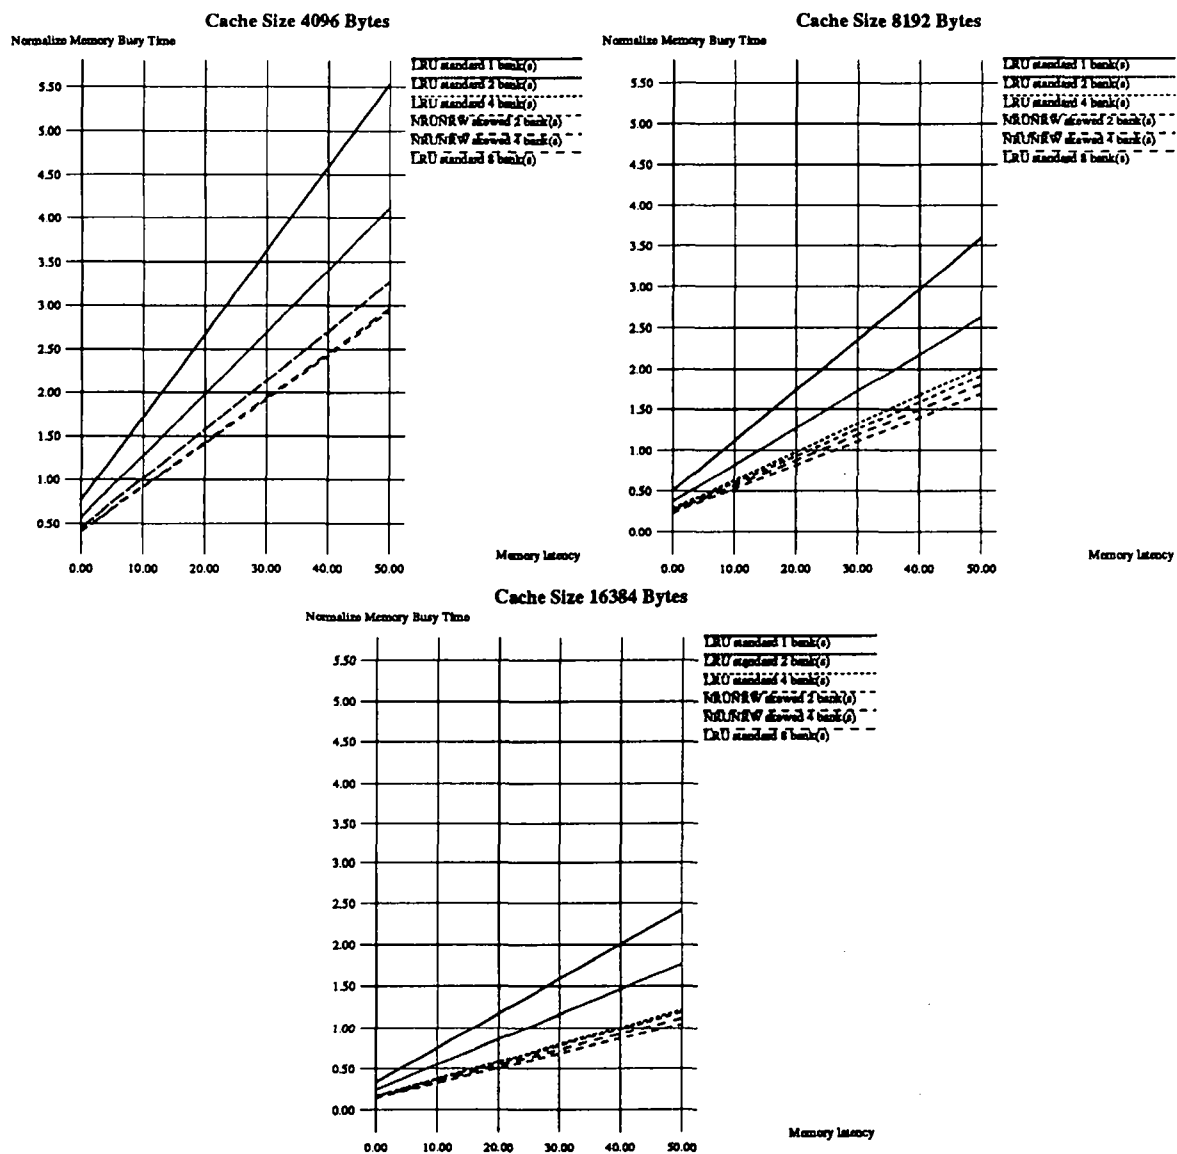 Cache Size 4096 Bytes
Normalize Memory Busy Time
LRU standard 1 bank(s)
LRU standard 2 bank(s)
LRU standard 4 bank(s)
NRUNRW skewed 2 bank(s)
NRUNRW skewed 4 bank(s)
LRU standard 8 bank(s)
5.50
5.00
4.50
4.00
3.50
3.00
2.50
2.00
1.50
1.00
0.50
Memory latency
0.00 10.00 20.00 30.00 40.00 50.00
Cache Size 8192 Bytes
Normalize Memory Busy Time
LRU standard 1 bank(s)
LRU standard 2 bank(s)
LRU standard 4 bank(s)
NRUNRW skewed 2 bank(s)
NRUNRW skewed 4 bank(s)
LRU standard 8 bank(s)
5.50
5.00
4.50
4.00
3.50
3.00
2.50
2.00
1.50
1.00
0.50
0.00
Memory latency
0.00 10.00 20.00 30.00 40.00 50.00
Cache Size 16384 Bytes
Normalize Memory Busy Time
LRU standard 1 bank(s)
LRU standard 2 bank(s)
LRU standard 4 bank(s)
NRUNRW skewed 2 bank(s)
NRUNRW skewed 4 bank(s)
LRU standard 8 bank(s)
5.50
5.00
4.50
4.00
3.50
3.00
2.50
2.00
1.50
1.00
0.50
0.00
Memory latency
0.00 10.00 20.00 30.00 40.00 50.00